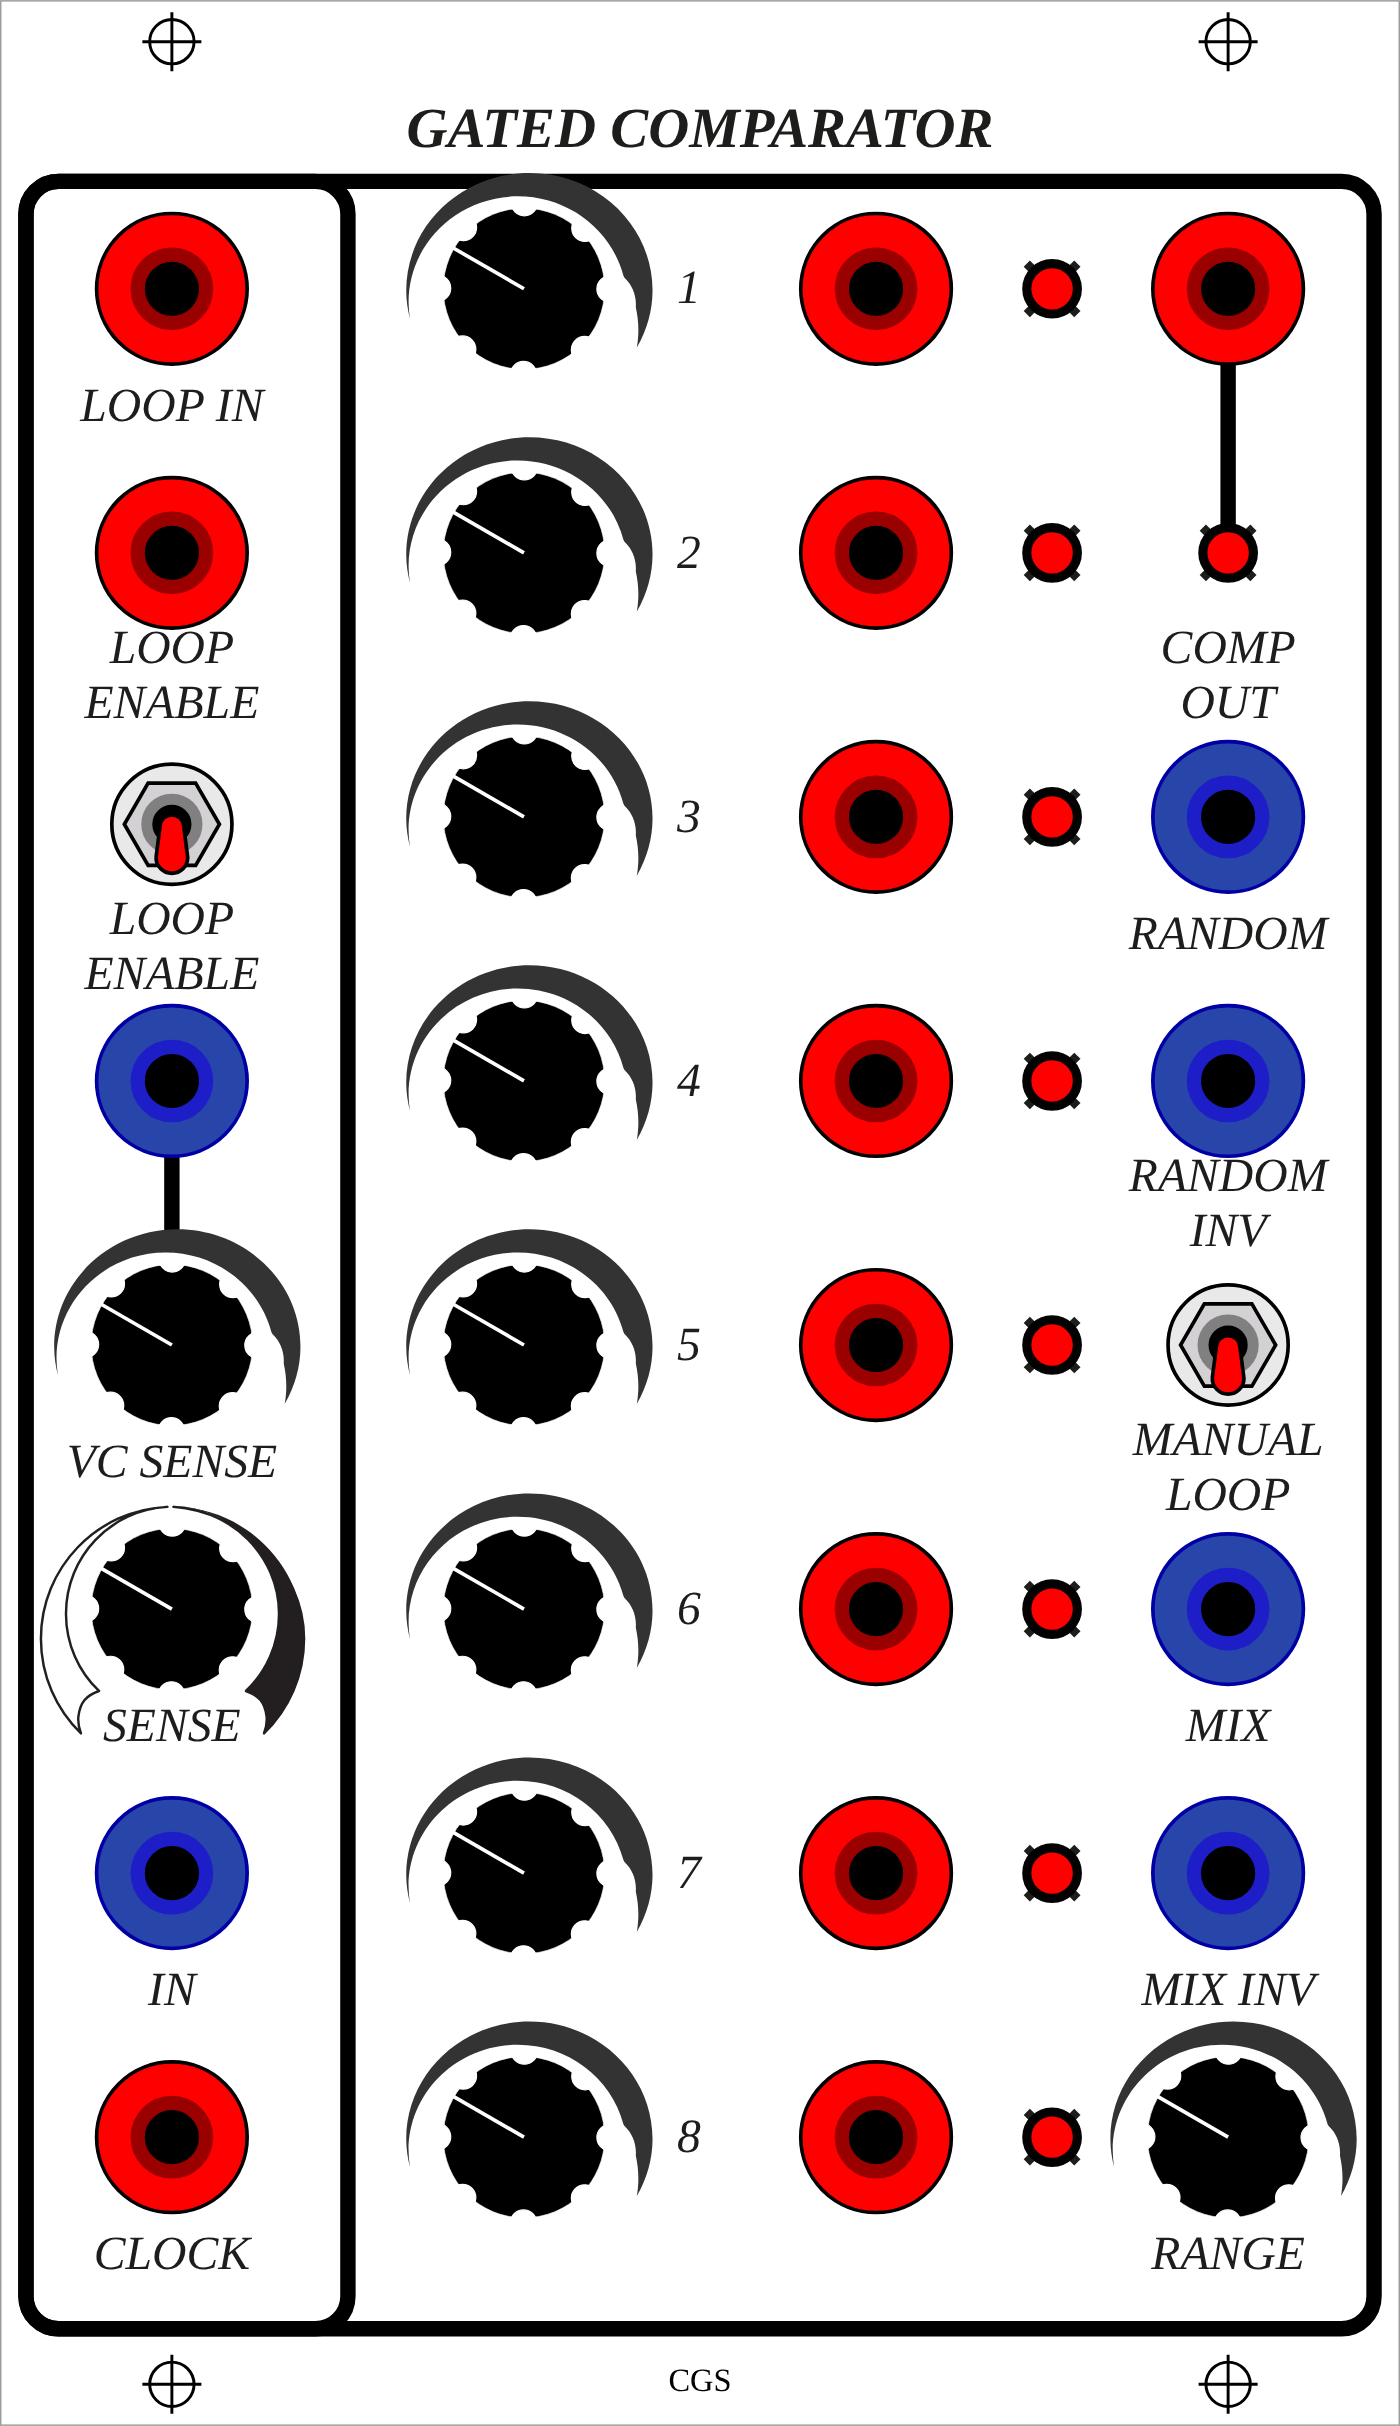 GATED COMPARATOR
LOOP IN
LOOP
ENABLE
LOOP
ENABLE
VC SENSE
SENSE
IN
CLOCK
1
2
3
4
5
6
7
8
COMP
OUT
RANDOM
RANDOM
INV
MANUAL
LOOP
MIX
MIX INV
RANGE
CGS